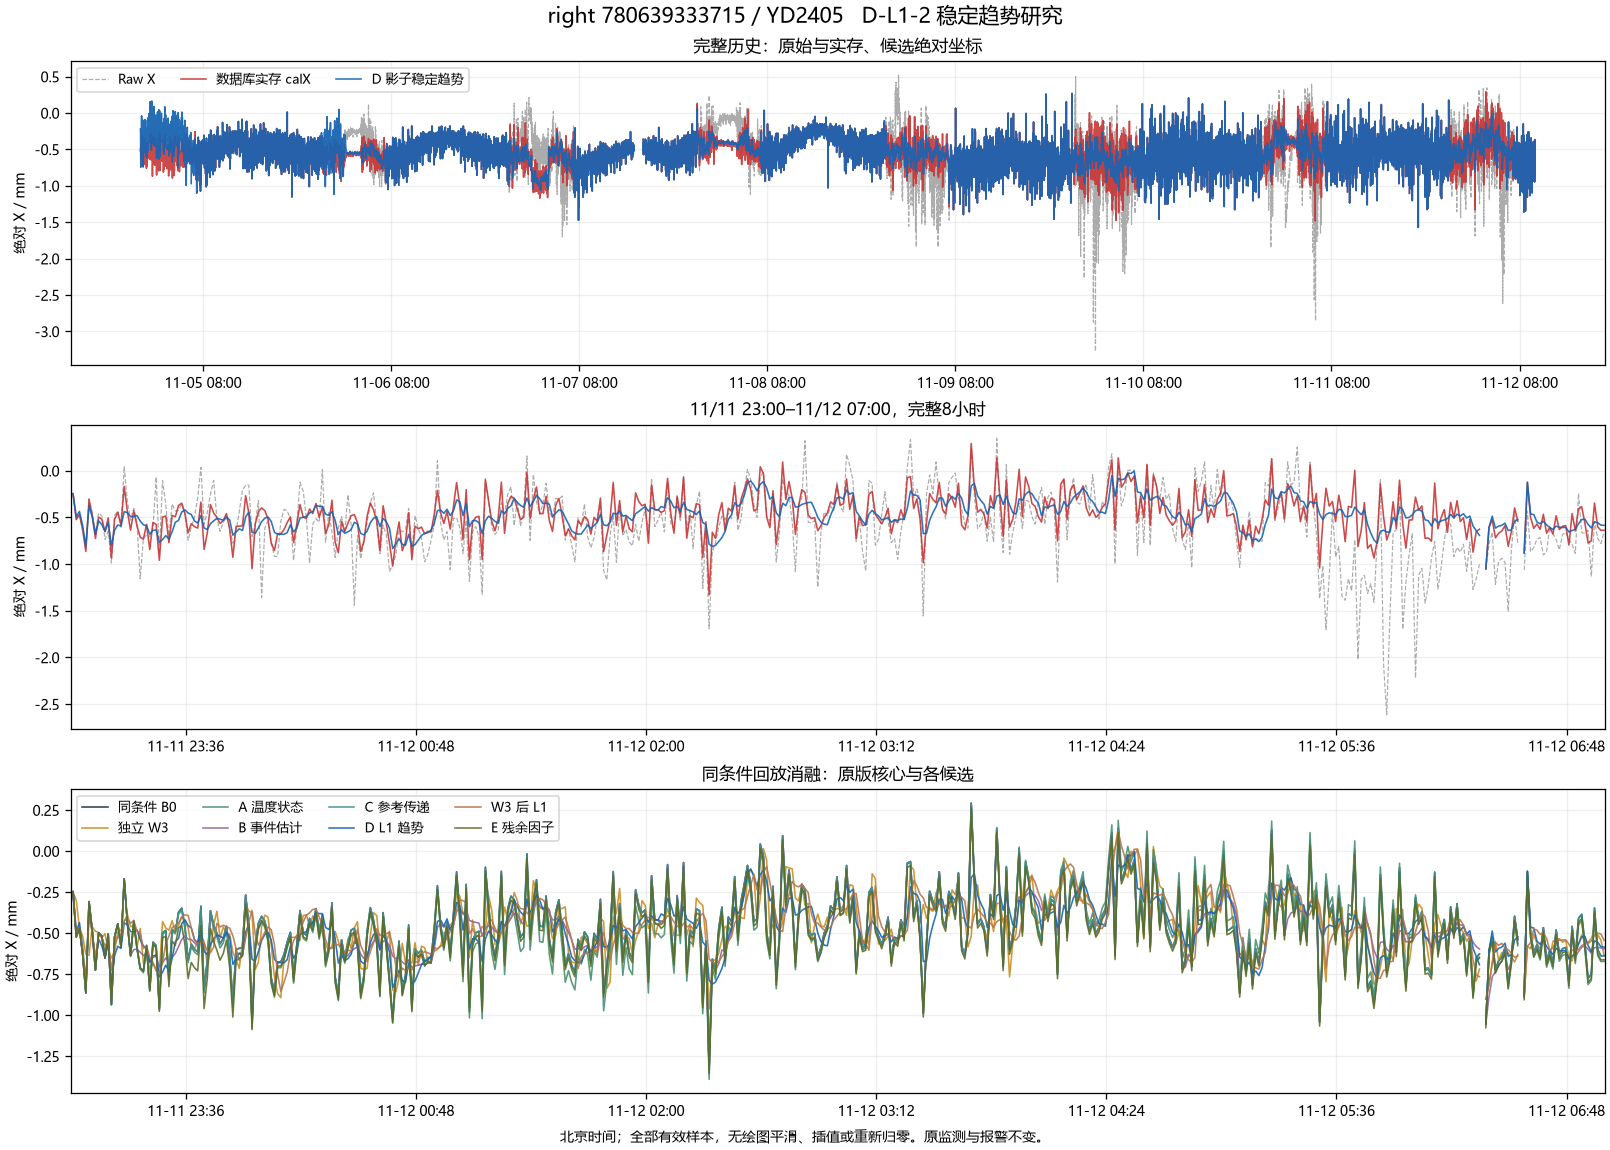 right 780639333715 / YD2405   D-L1-2 稳定趋势研究
完整历史：原始与实存、候选绝对坐标
Raw X
数据库实存 calX
D 影子稳定趋势
绝对 X / mm
0.5
0.0
-0.5
-1.0
-1.5
-2.0
-2.5
-3.0
11-05 08:00
11-06 08:00
11-07 08:00
11-08 08:00
11-09 08:00
11-10 08:00
11-11 08:00
11-12 08:00
11/11 23:00–11/12 07:00，完整8小时
绝对 X / mm
0.0
-0.5
-1.0
-1.5
-2.0
-2.5
11-11 23:36
11-12 00:48
11-12 02:00
11-12 03:12
11-12 04:24
11-12 05:36
11-12 06:48
同条件回放消融：原版核心与各候选
同条件 B0
A 温度状态
C 参考传递
W3 后 L1
独立 W3
B 事件估计
D L1 趋势
E 残余因子
绝对 X / mm
0.25
0.00
-0.25
-0.50
-0.75
-1.00
-1.25
11-11 23:36
11-12 00:48
11-12 02:00
11-12 03:12
11-12 04:24
11-12 05:36
11-12 06:48
北京时间；全部有效样本，无绘图平滑、插值或重新归零。原监测与报警不变。